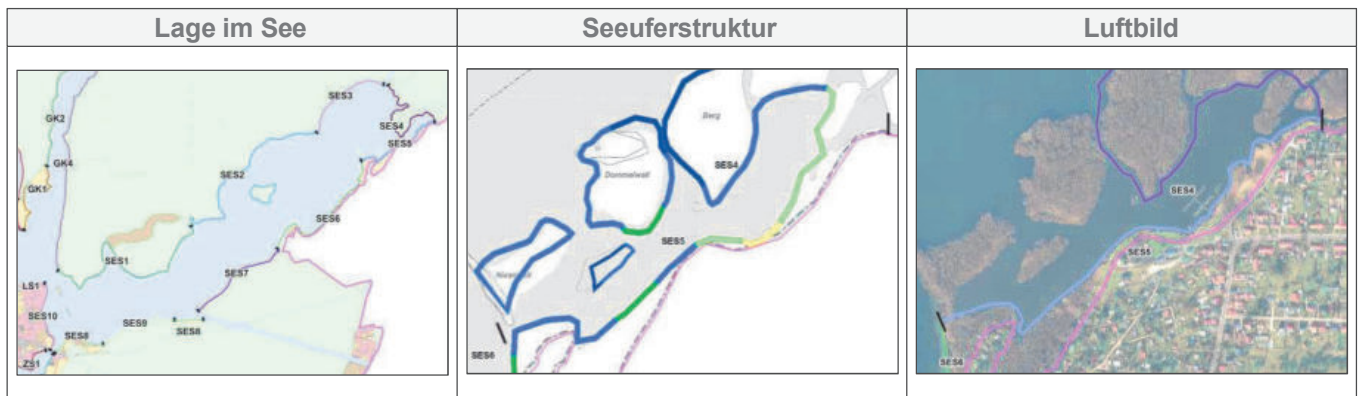 Lage im See
Seeuferstruktur
Luftbild
SES3
GK2
SES4
SES5
GK4
SES2
GK1
SES6
SES1
SES7
LS1
SES10
SES8
SES9
SES8
ZS1
Berg
SES4
Dommelwall
SES5
SES6
SES4
SES5
SES6